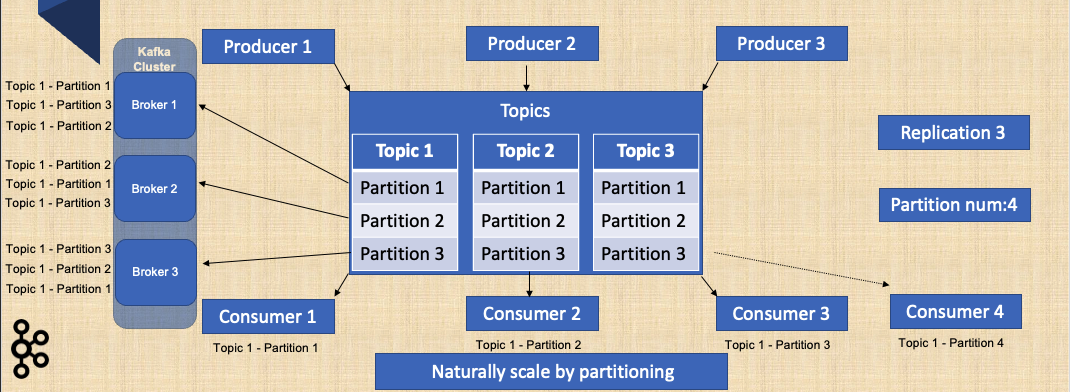 Kafka
Cluster
Producer 1
Producer 2
Producer 3
Topic 1 - Partition 1
Topic 1 - Partition 3
Topic 1 - Partition 2
Broker 1
Topic 1 - Partition 2
Topic 1 - Partition 1
Topic 1 - Partition 3
Broker 2
Topic 1 - Partition 3
Topic 1 - Partition 2
Topic 1 - Partition 1
Broker 3
Topics
Topic 1
Topic 2
Topic 3
Partition 1
Partition 1
Partition 1
Partition 2
Partition 2
Partition 2
Partition 3
Partition 3
Partition 3
Replication 3
Partition num:4
Consumer 1
Consumer 2
Consumer 3
Consumer 4
Topic 1 - Partition 1
Topic 1 - Partition 2
Topic 1 - Partition 3
Topic 1 - Partition 4
Naturally scale by partitioning